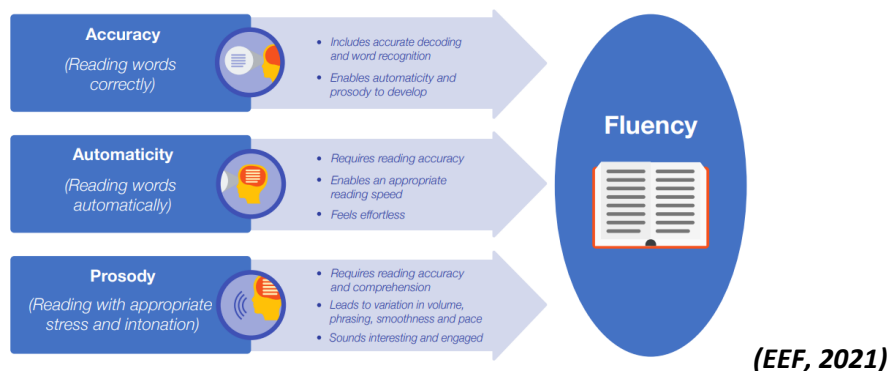 Accuracy
(Reading words
correctly)
• Includes accurate decoding
and word recognition
• Enables automaticity and
prosody to develop
Automaticity
(Reading words
automatically)
• Requires reading accuracy
• Enables an appropriate
reading speed
• Feels effortless
Prosody
(Reading with appropriate
stress and intonation)
• Requires reading accuracy
and comprehension
• Leads to variation in volume,
phrasing, smoothness and pace
• Sounds interesting and engaged
Fluency
(EEF, 2021)